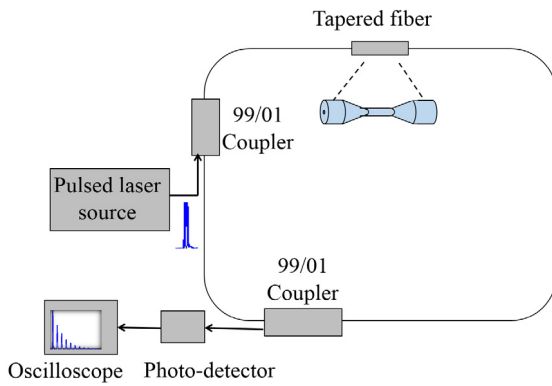 Tapered fiber
99/01
Coupler
Pulsed laser
source
99/01
Coupler
Oscilloscope
Photo-detector